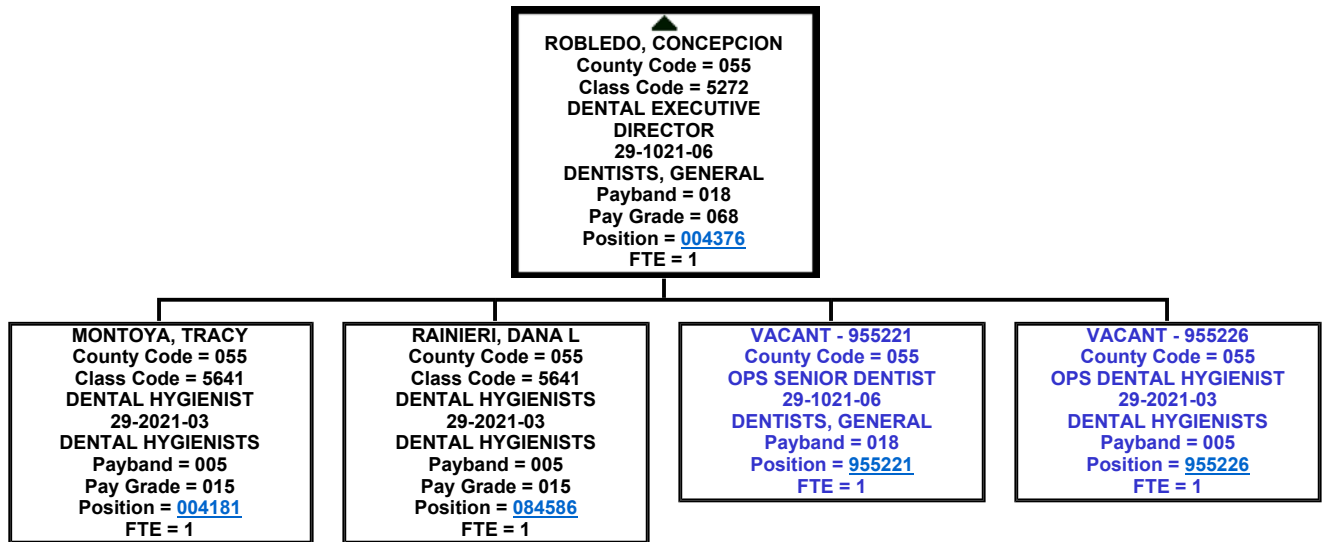 ROBLEDO, CONCEPCION
County Code = 055
Class Code = 5272
DENTAL EXECUTIVE
DIRECTOR
29-1021-06
DENTISTS, GENERAL
Payband = 018
Pay Grade = 068
Position = 004376
FTE = 1
MONTOYA, TRACY
County Code = 055
Class Code = 5641
DENTAL HYGIENIST
29-2021-03
DENTAL HYGIENISTS
Payband = 005
Pay Grade = 015
Position = 004181
FTE = 1
RAINIERI, DANA L
County Code = 055
Class Code = 5641
DENTAL HYGIENISTS
29-2021-03
DENTAL HYGIENISTS
Payband = 005
Pay Grade = 015
Position = 084586
FTE = 1
VACANT - 955221
County Code = 055
OPS SENIOR DENTIST
29-1021-06
DENTISTS, GENERAL
Payband = 018
Position = 955221
FTE = 1
VACANT - 955226
County Code = 055
OPS DENTAL HYGIENIST
29-2021-03
DENTAL HYGIENISTS
Payband = 005
Position = 955226
FTE = 1